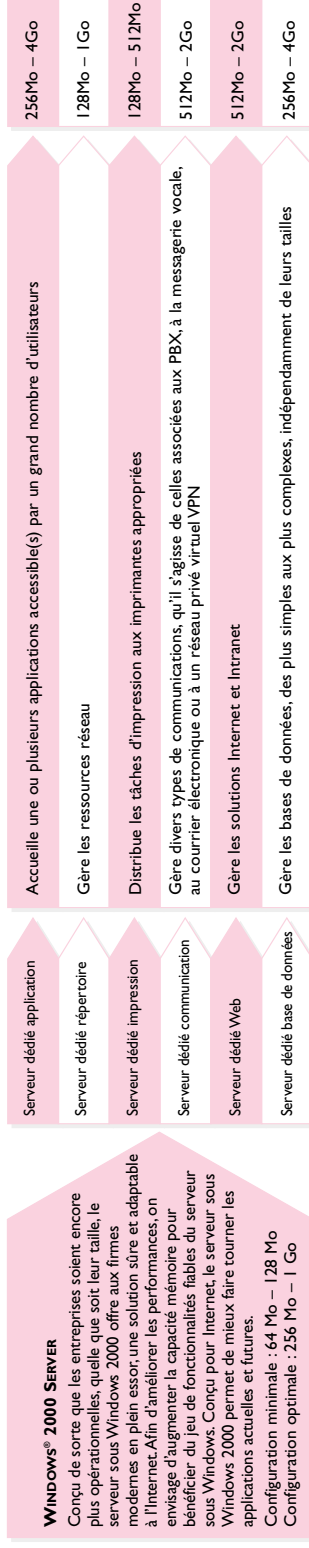 WINDOWS® 2000 SERVER
Conçu de sorte que les entreprises soient encore
plus opérationnelles, quelle que soit leur taille, le
serveur sous Windows 2000 offre aux firmes
modernes en plein essor, une solution sûre et adaptable
à l'Internet. Afin d'améliorer les performances, on
envisage d'augmenter la capacité mémoire pour
bénéficier du jeu de fonctionnalités fiables du serveur
sous Windows. Conçu pour Internet, le serveur sous
Windows 2000 permet de mieux faire tourner les
applications actuelles et futures.
Configuration minimale : 64 Mo – 128 Mo
Configuration optimale : 256 Mo – 1 Go
Serveur dédié application
Accueille une ou plusieurs applications accessible(s) par un grand nombre d'utilisateurs
256Mo – 4Go
Serveur dédié répertoire
Gère les ressources réseau
128Mo – 1Go
Serveur dédié impression
Distribue les tâches d'impression aux imprimantes appropriées
128Mo – 512Mo
Serveur dédié communication
Gère divers types de communications, qu'il s'agisse de celles associées aux PBX, à la messagerie vocale,
au courrier électronique ou à un réseau privé virtuel VPN
512Mo – 2Go
Serveur dédié Web
Gère les solutions Internet et Intranet
512Mo – 2Go
Serveur dédié base de données
Gère les bases de données, des plus simples aux plus complexes, indépendamment de leurs tailles
256Mo – 4Go